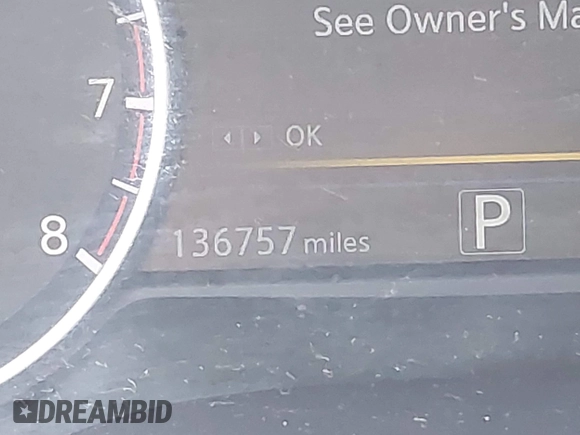 See Owner's Ma
7
OK
8
136757 miles
P
DREAMBID